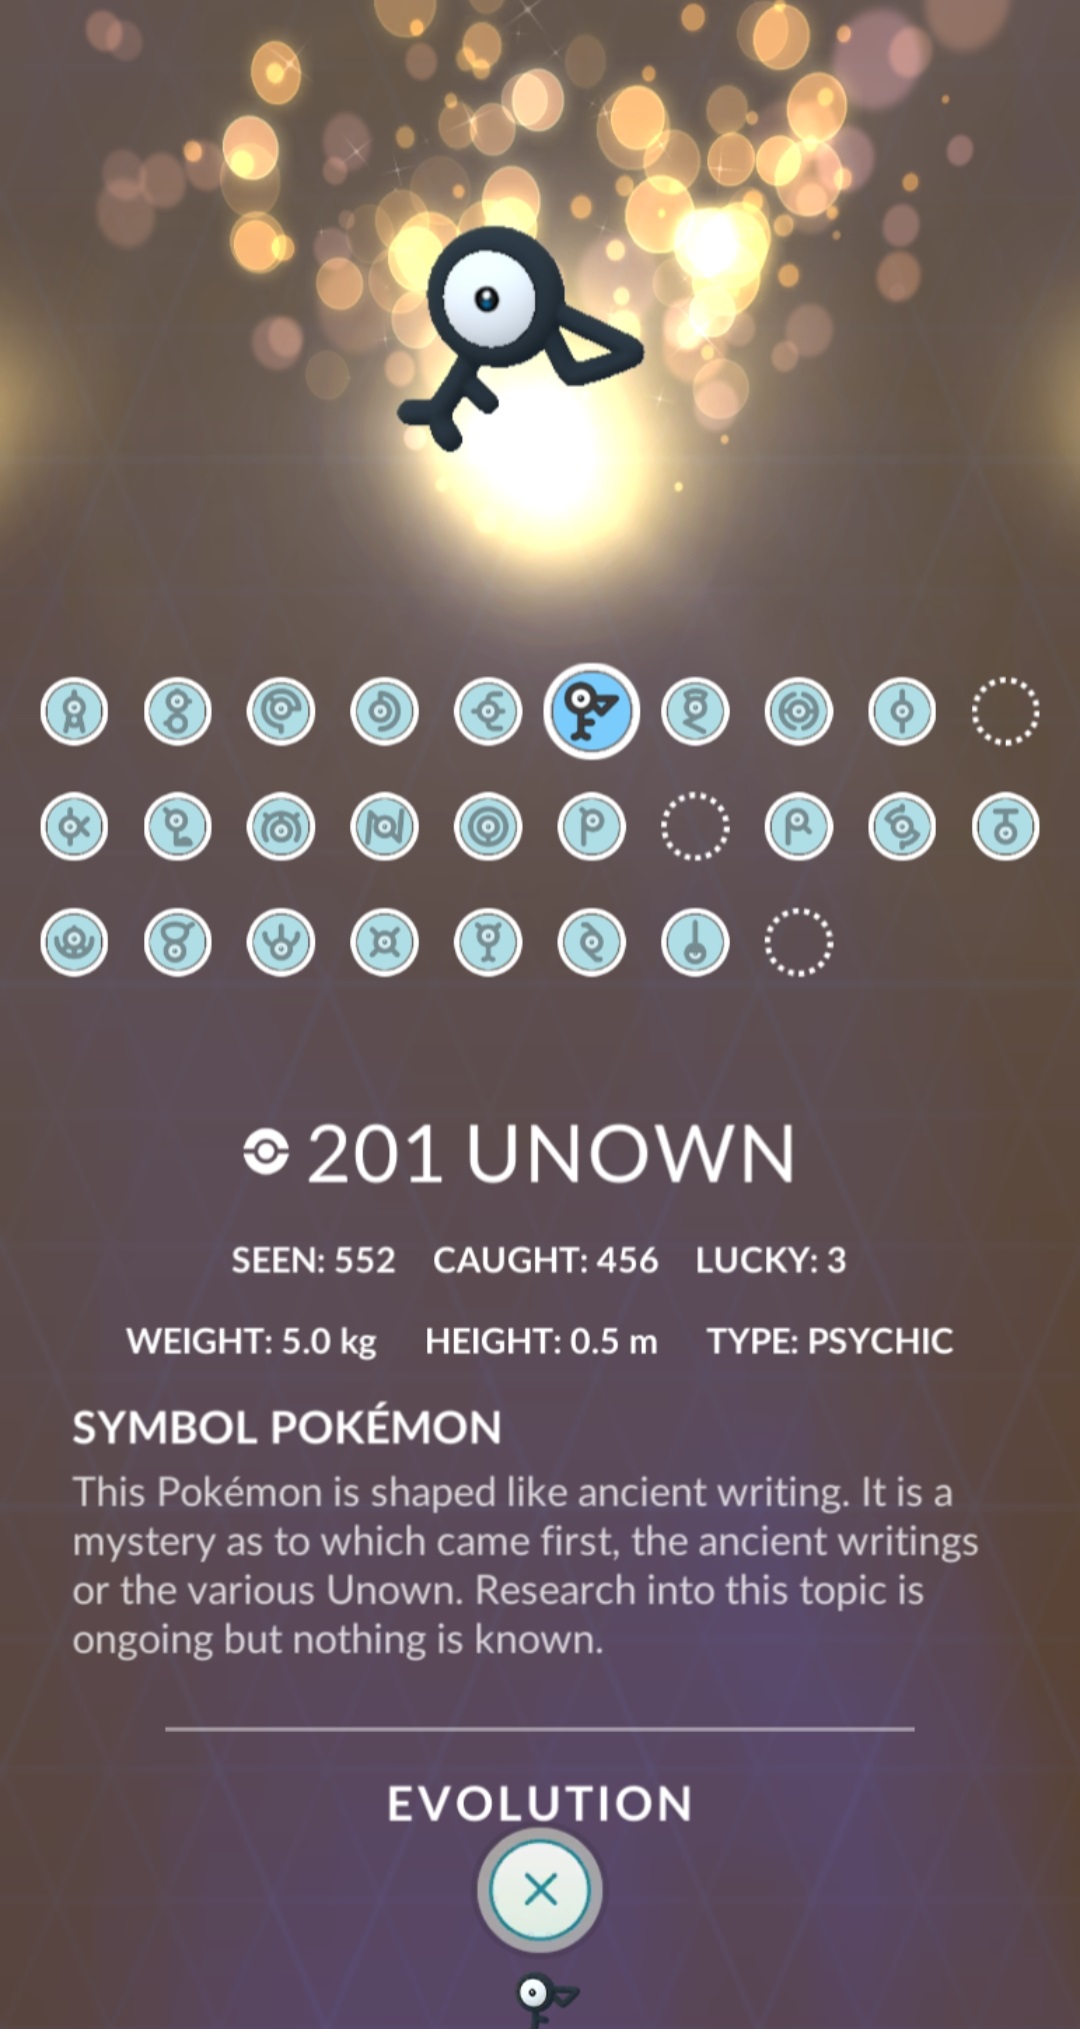 201 UNOWN
SEEN: 552 CAUGHT: 456 LUCKY: 3
WEIGHT: 5.0 kg HEIGHT: 0.5 m TYPE: PSYCHIC
SYMBOL POKÉMON
This Pokémon is shaped like ancient writing. It is a
mystery as to which came first, the ancient writings
or the various Unown. Research into this topic is
ongoing but nothing is known.
EVOLUTION